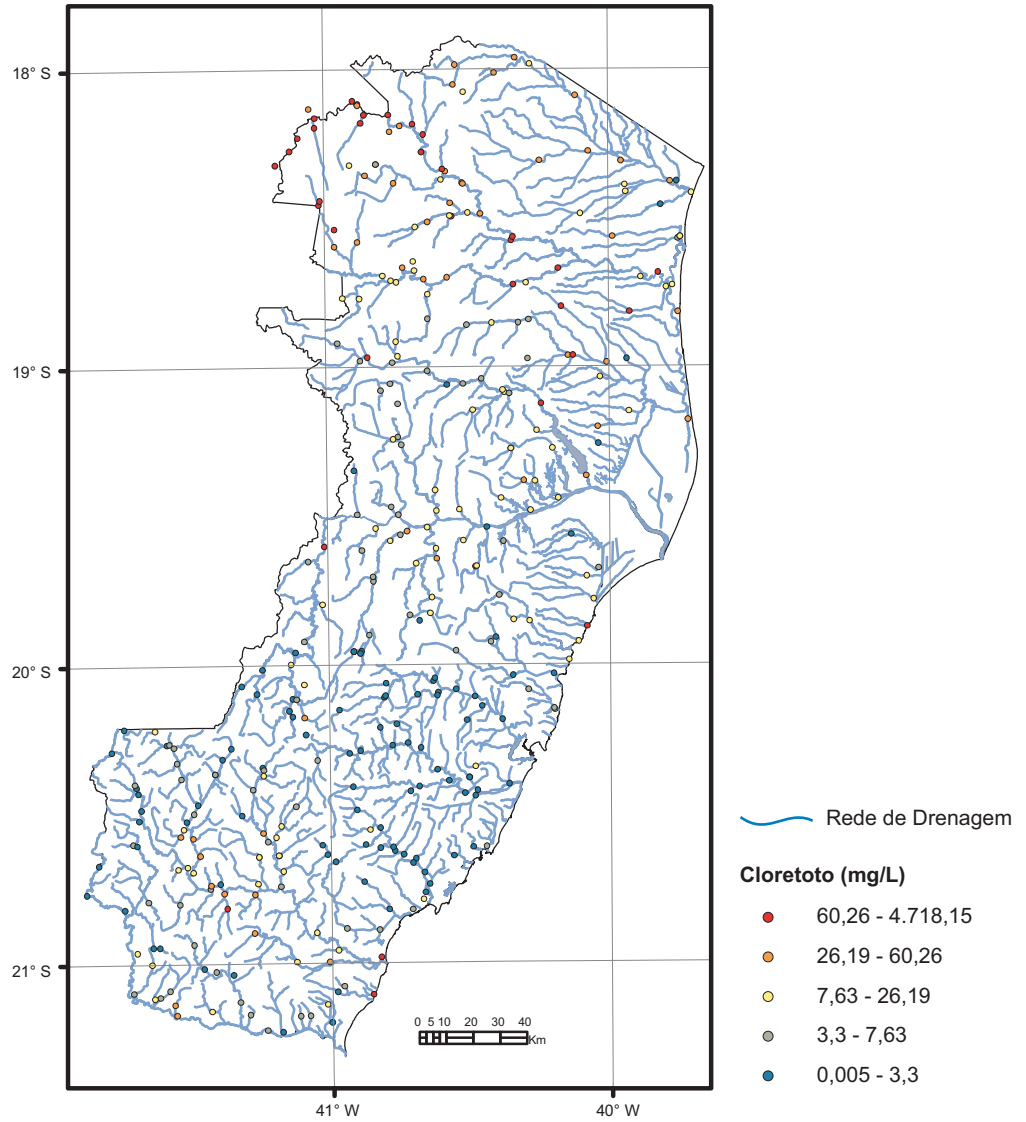 18° S
19° S
20° S
21° S
41° W
40° W
0 5 10 20 30 40
Km
Rede de Drenagem
Cloretoto (mg/L)
60,26 - 4.718,15
26,19 - 60,26
7,63 - 26,19
3,3 - 7,63
0,005 - 3,3